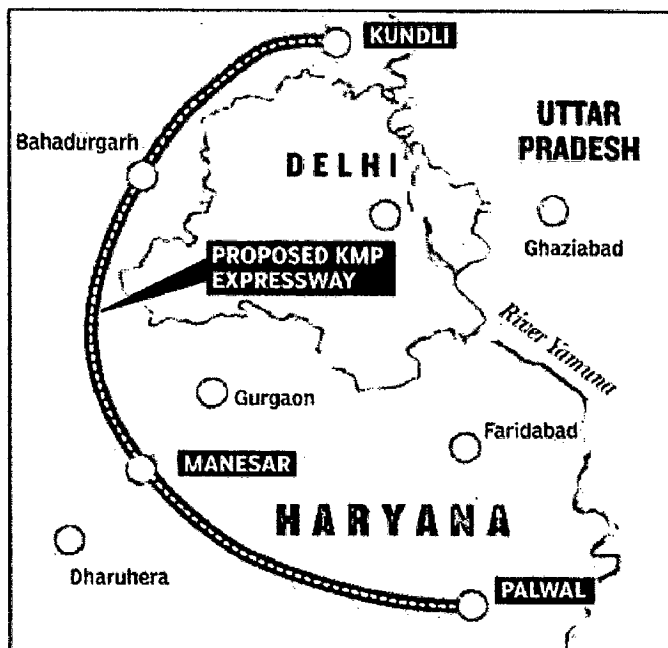 KUNDLI
UTTAR
PRADESH
Bahadurgarh
DELHI
Ghaziabad
PROPOSED KMP
EXPRESSWAY
River Yamuna
Gurgaon
Faridabad
MANESAR
HARYANA
Dharuhera
PALWAL